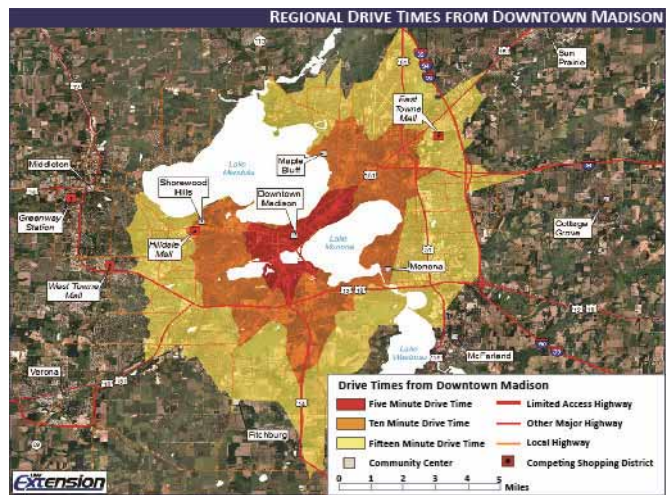 REGIONAL DRIVE TIMES FROM DOWNTOWN MADISON
Sun
Prairie
East
Towne
Mall
Lake
Mendota
Maple
Bluff
Middleton
Shorewood
Hills
Downtown
Madison
Greenway
Station
Hilldale
Mall
Lake
Monona
Cottage
Grove
Monona
West Towne
Mall
Lake
Waubesa
McFarland
Verona
Fitchburg
Drive Times from Downtown Madison
Five Minute Drive Time
Limited Access Highway
Ten Minute Drive Time
Other Major Highway
Fifteen Minute Drive Time
Local Highway
Community Center
Competing Shopping District
0 1 2 3 4 5
Miles
UW
Extension